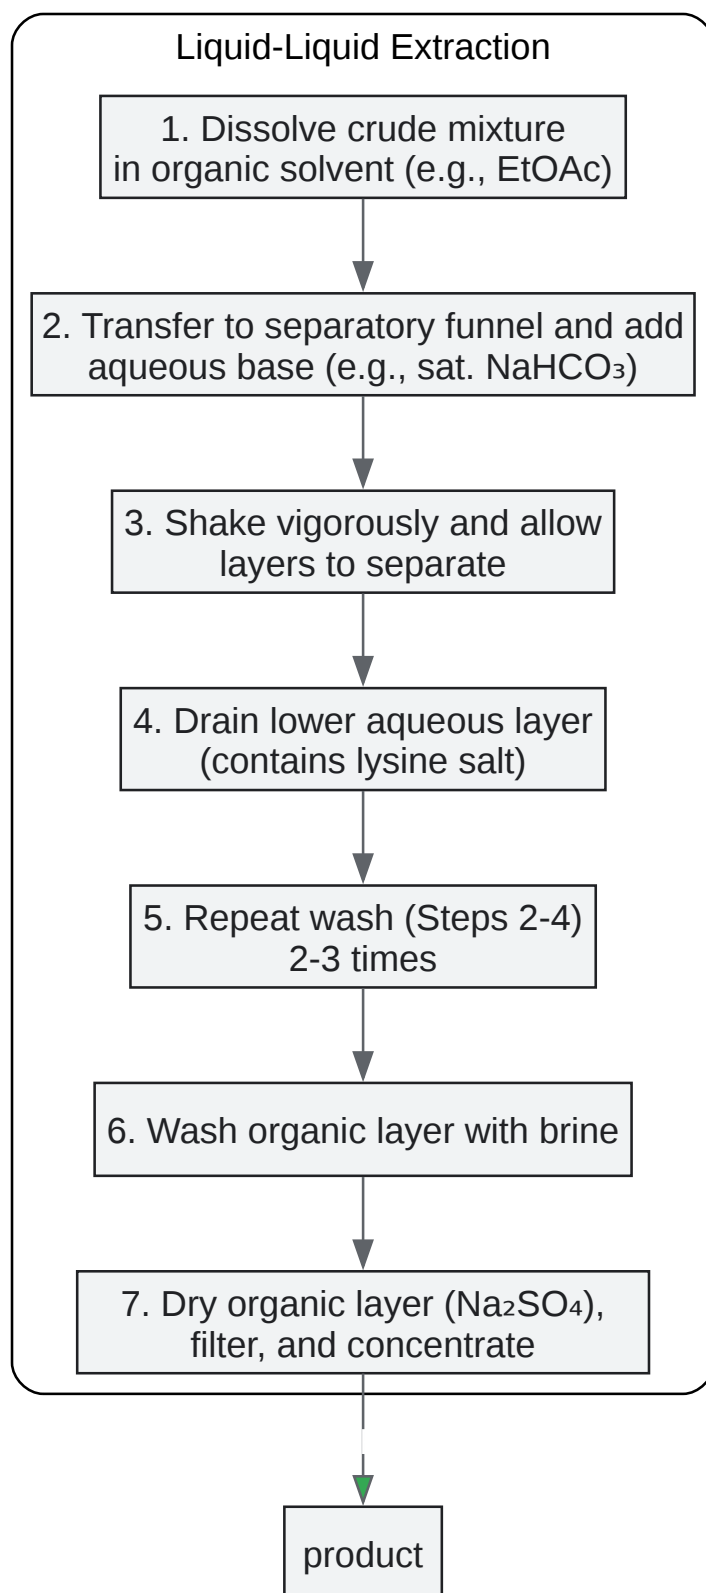 Liquid-Liquid Extraction
1. Dissolve crude mixture
in organic solvent (e.g., EtOAc)
2. Transfer to separatory funnel and add
aqueous base (e.g., sat. NaHCO₃)
3. Shake vigorously and allow
layers to separate
4. Drain lower aqueous layer
(contains lysine salt)
5. Repeat wash (Steps 2-4)
2-3 times
6. Wash organic layer with brine
7. Dry organic layer (Na₂SO₄),
filter, and concentrate
product